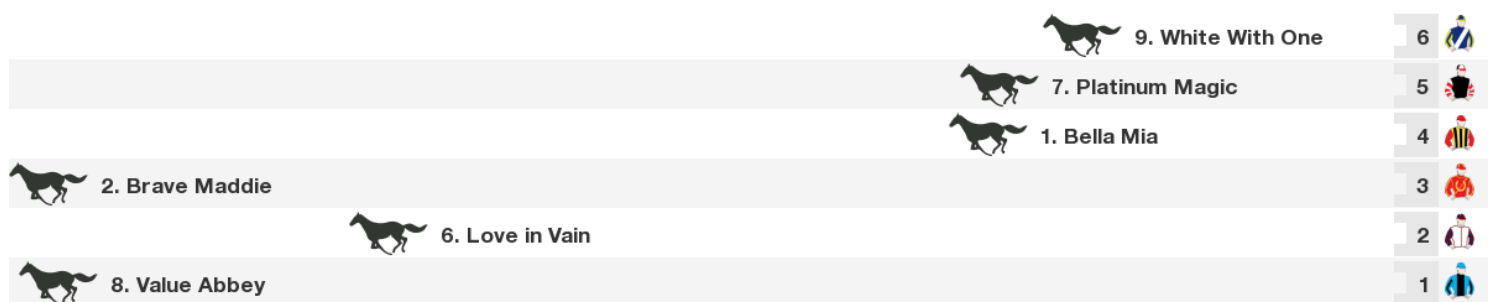 9. White With One 6
7. Platinum Magic 5
1. Bella Mia 4
2. Brave Maddie 3
6. Love in Vain 2
8. Value Abbey 1